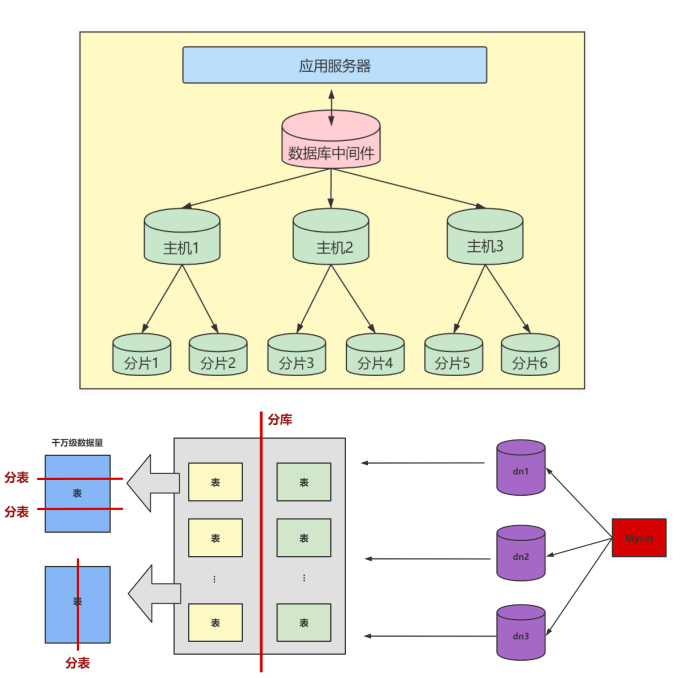 应用服务器
数据库中间件
主机1
主机2
主机3
分片1
分片2
分片3
分片4
分片5
分片6
分库
千万级数据量
分表
表
分表
表
分表
表
表
表
表
...
...
表
表
dn1
dn2
dn3
Mycat